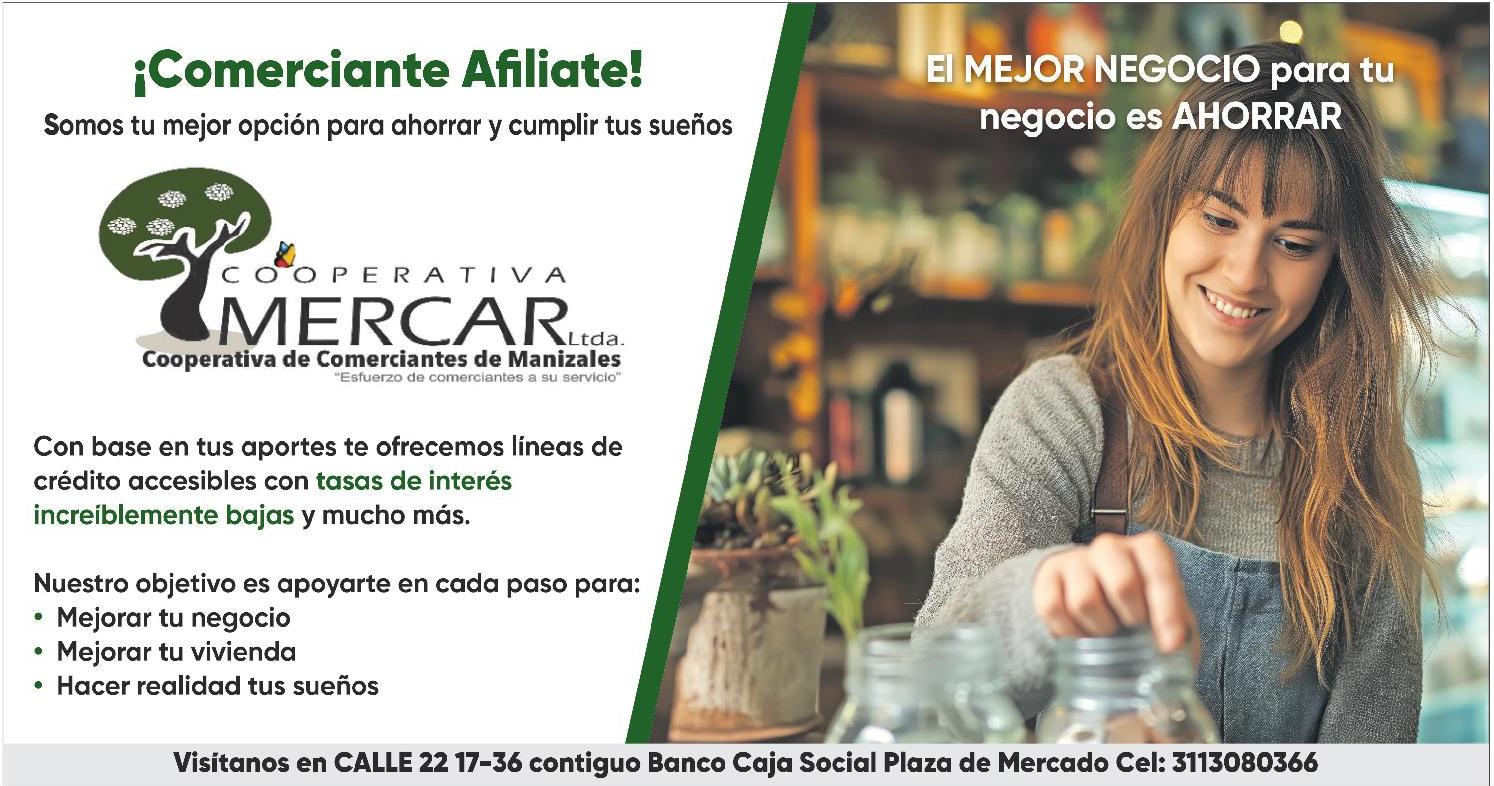 ¡Comerciante Afiliate!
Somos tu mejor opción para ahorrar y cumplir tus sueños
COOPERATIVA
MERCAR Ltda.
Cooperativa de Comerciantes de Manizales
"Esfuerzo de comerciantes a su servicio"
Con base en tus aportes te ofrecemos líneas de
crédito accesibles con tasas de interés
increíblemente bajas y mucho más.
Nuestro objetivo es apoyarte en cada paso para:
• Mejorar tu negocio
• Mejorar tu vivienda
• Hacer realidad tus sueños
El MEJOR NEGOCIO para tu
negocio es AHORRAR
Visítanos en CALLE 22 17-36 contiguo Banco Caja Social Plaza de Mercado Cel: 3113080366